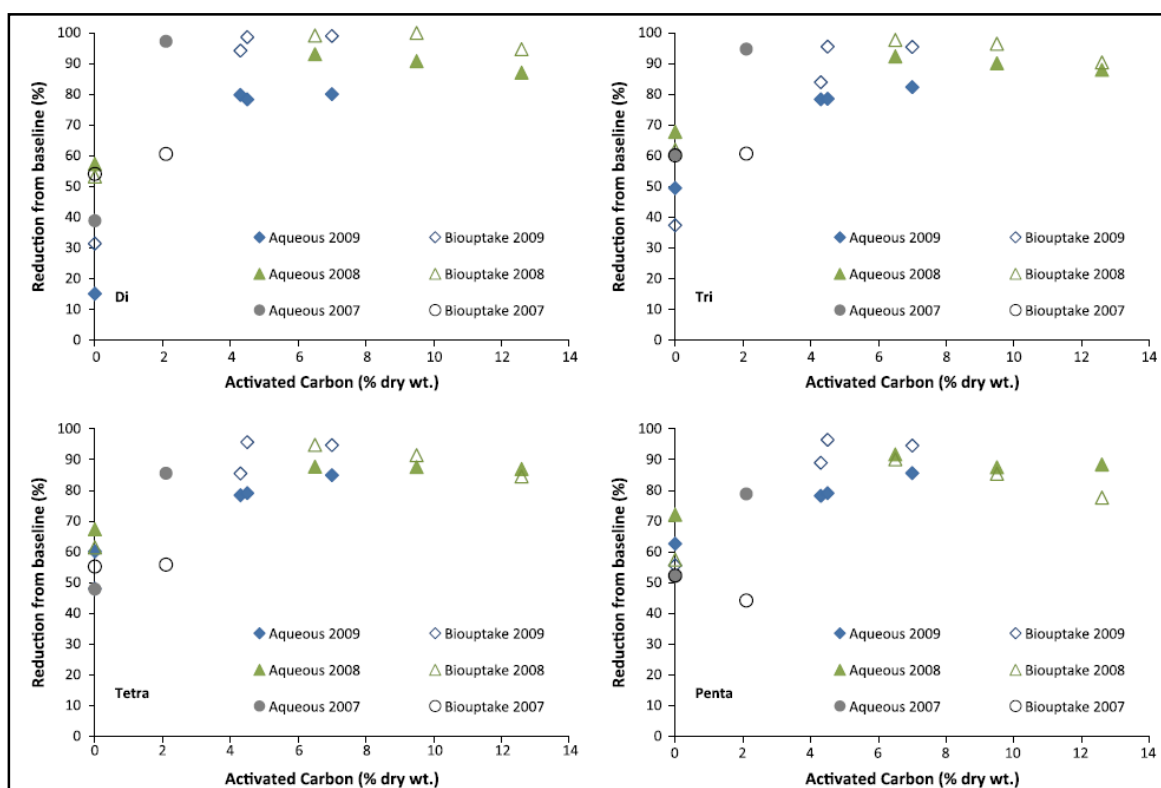 Reduction from baseline (%)
100
90
80
70
60
50
40
30
20
10
0
Aqueous 2009 Biouptake 2009
Aqueous 2008 Biouptake 2008
Aqueous 2007 Biouptake 2007
Di
0 2 4 6 8 10 12 14
Activated Carbon (% dry wt.)
Reduction from baseline (%)
100
90
80
70
60
50
40
30
20
10
0
Aqueous 2009 Biouptake 2009
Aqueous 2008 Biouptake 2008
Aqueous 2007 Biouptake 2007
Tri
0 2 4 6 8 10 12 14
Activated Carbon (% dry wt.)
Reduction from baseline (%)
100
90
80
70
60
50
40
30
20
10
0
Aqueous 2009 Biouptake 2009
Aqueous 2008 Biouptake 2008
Aqueous 2007 Biouptake 2007
Tetra
0 2 4 6 8 10 12 14
Activated Carbon (% dry wt.)
Reduction from baseline (%)
100
90
80
70
60
50
40
30
20
10
0
Aqueous 2009 Biouptake 2009
Aqueous 2008 Biouptake 2008
Aqueous 2007 Biouptake 2007
Penta
0 2 4 6 8 10 12 14
Activated Carbon (% dry wt.)